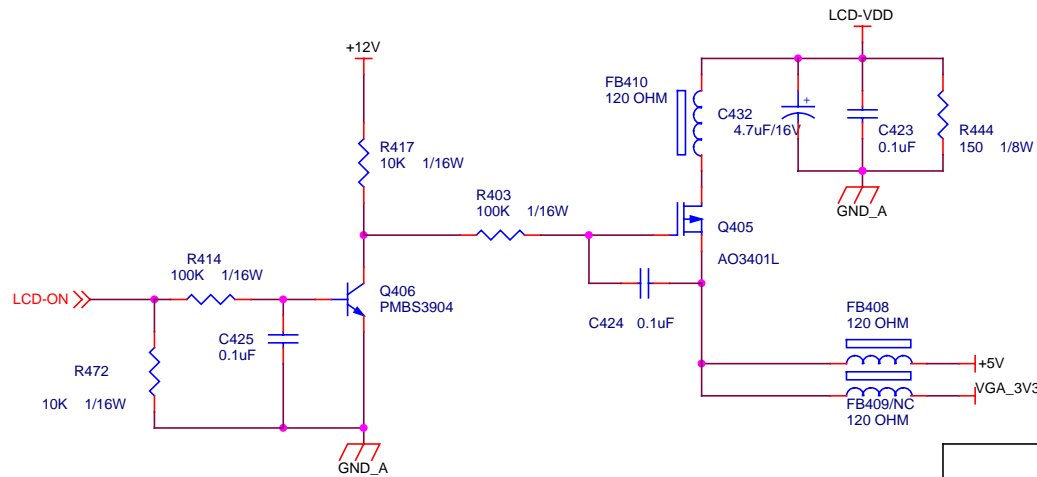 LCD-VDD
+12V
FB410
120 OHM
C432
4.7uF/16V
+
C423
0.1uF
R444
150 1/8W
R417
10K 1/16W
R403
100K 1/16W
GND_A
Q405
AO3401L
R414
100K 1/16W
LCD-ON
Q406
PMBS3904
C425
0.1uF
C424 0.1uF
FB408
120 OHM
+5V
R472
10K 1/16W
VGA_3V3
FB409/NC
120 OHM
GND_A